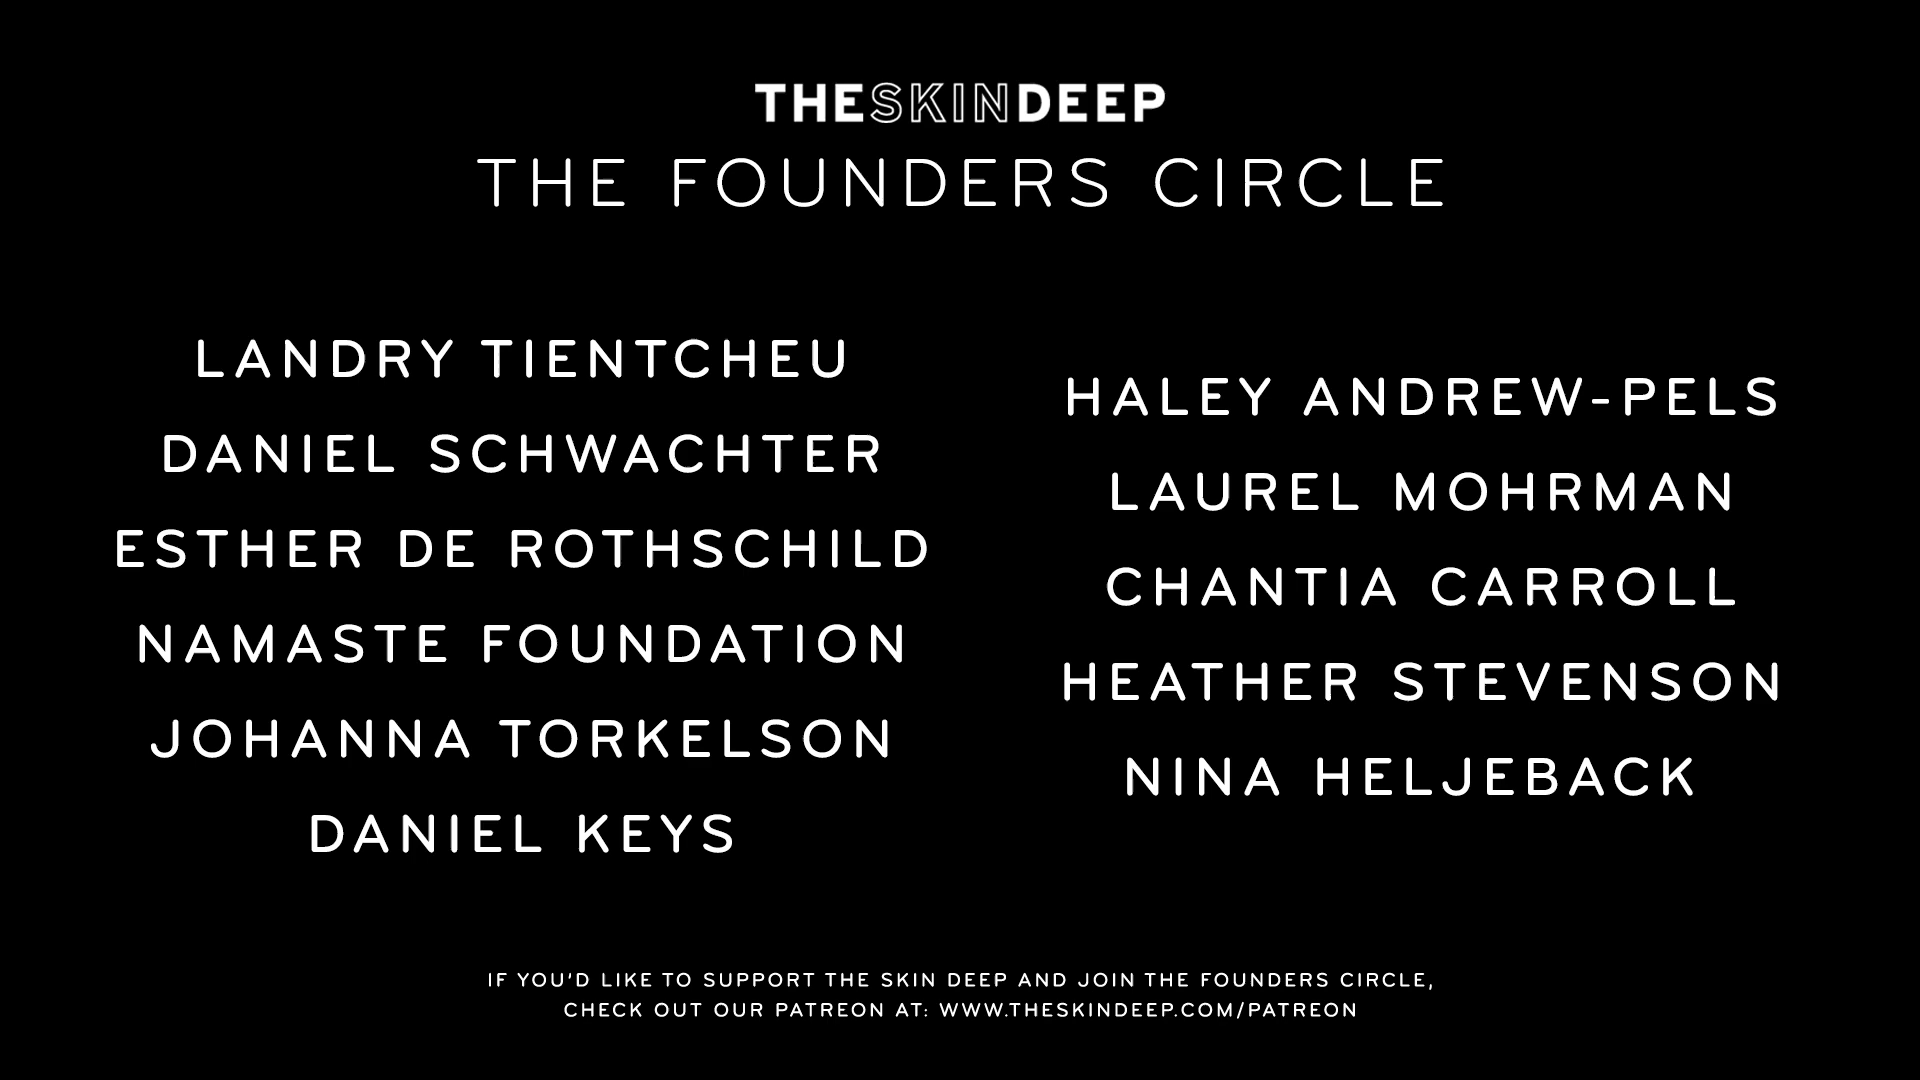 THESKINDEEP
THE FOUNDERS CIRCLE
LANDRY TIENTCHEU
DANIEL SCHWACHTER
ESTHER DE ROTHSCHILD
NAMASTE FOUNDATION
JOHANNA TORKELSON
DANIEL KEYS
HALEY ANDREW-PELS
LAUREL MOHRMAN
CHANTIA CARROLL
HEATHER STEVENSON
NINA HELJEBACK
IF YOU'D LIKE TO SUPPORT THE SKIN DEEP AND JOIN THE FOUNDERS CIRCLE,
CHECK OUT OUR PATREON AT: WWW.THESKINDEEP.COM/PATREON